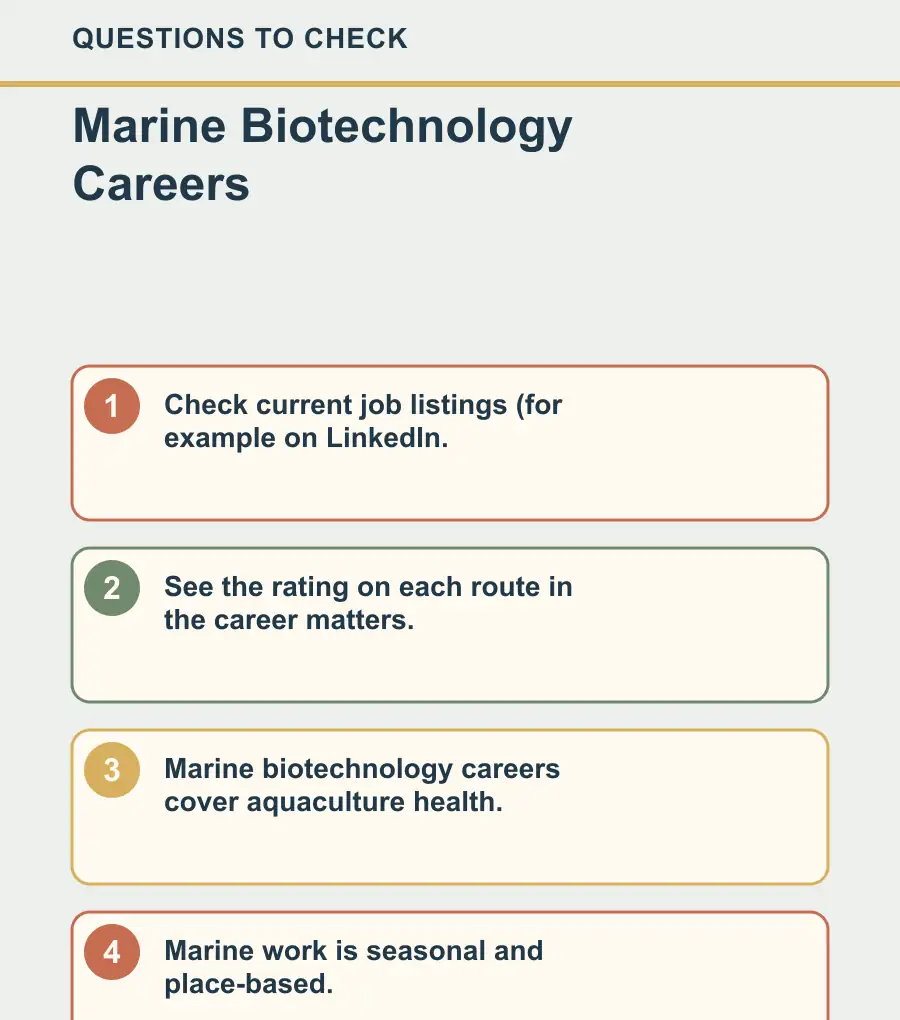 QUESTIONS TO CHECK
Marine Biotechnology
Careers
1
Check current job listings (for
example on LinkedIn.
2
See the rating on each route in
the career matters.
3
Marine biotechnology careers
cover aquaculture health.
4
Marine work is seasonal and
place-based.